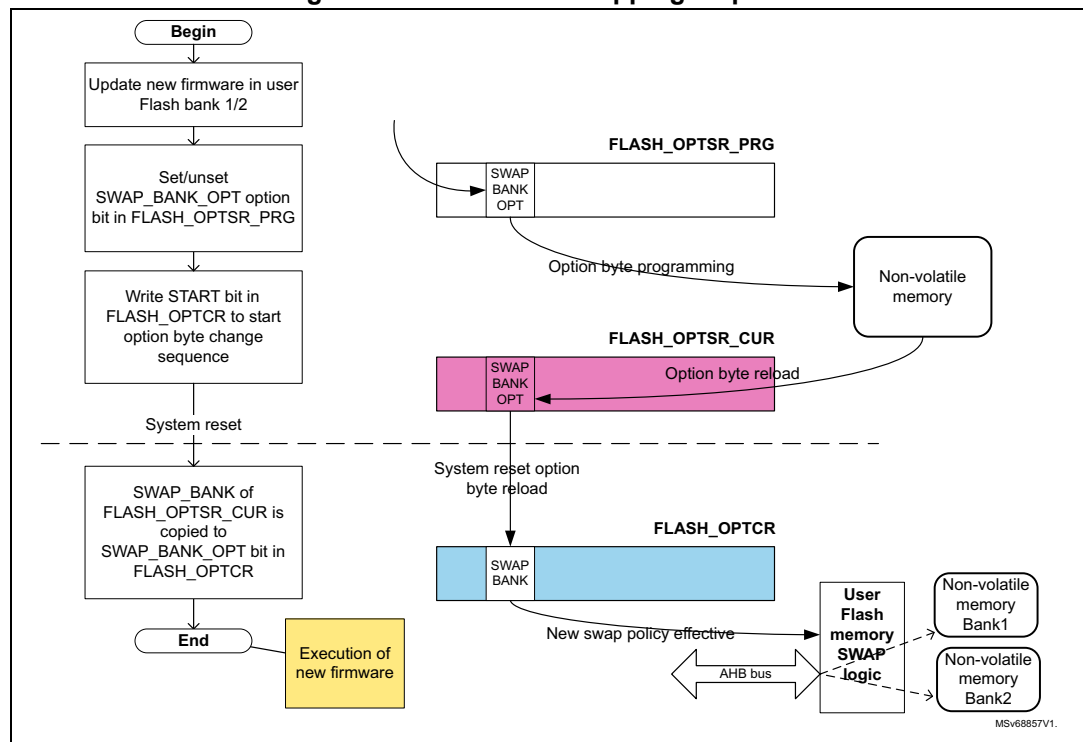 Begin
Update new firmware in user
Flash bank 1/2
Set/unset
SWAP_BANK_OPT option
bit in FLASH_OPTSR_PRG
Write START bit in
FLASH_OPTCR to start
option byte change
sequence
System reset
SWAP_BANK of
FLASH_OPTSR_CUR is
copied to
SWAP_BANK_OPT bit in
FLASH_OPTCR
End
Execution of
new firmware
FLASH_OPTSR_PRG
SWAP
BANK
OPT
Option byte programming
Non-volatile
memory
FLASH_OPTSR_CUR
SWAP
BANK
OPT
Option byte reload
System reset option
byte reload
FLASH_OPTCR
SWAP
BANK
New swap policy effective
AHB bus
User
Flash
memory
SWAP
logic
Non-volatile
memory
Bank1
Non-volatile
memory
Bank2
MSv68857V1.